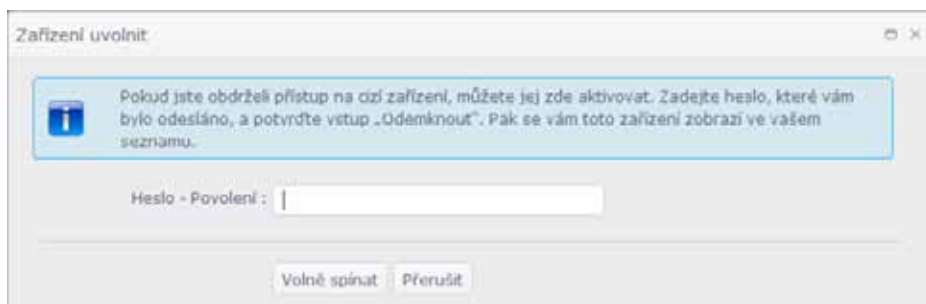 Zařízení uvolnit
Pokud jste obdrželi přístup na cizí zařízení, můžete jej zde aktivovat. Zadejte heslo, které vám
bylo odesláno, a potvrďte vstup „Odemknout". Pak se vám toto zařízení zobrazí ve vašem
seznamu.
Heslo - Povolení :
Volně spínat Přerušit